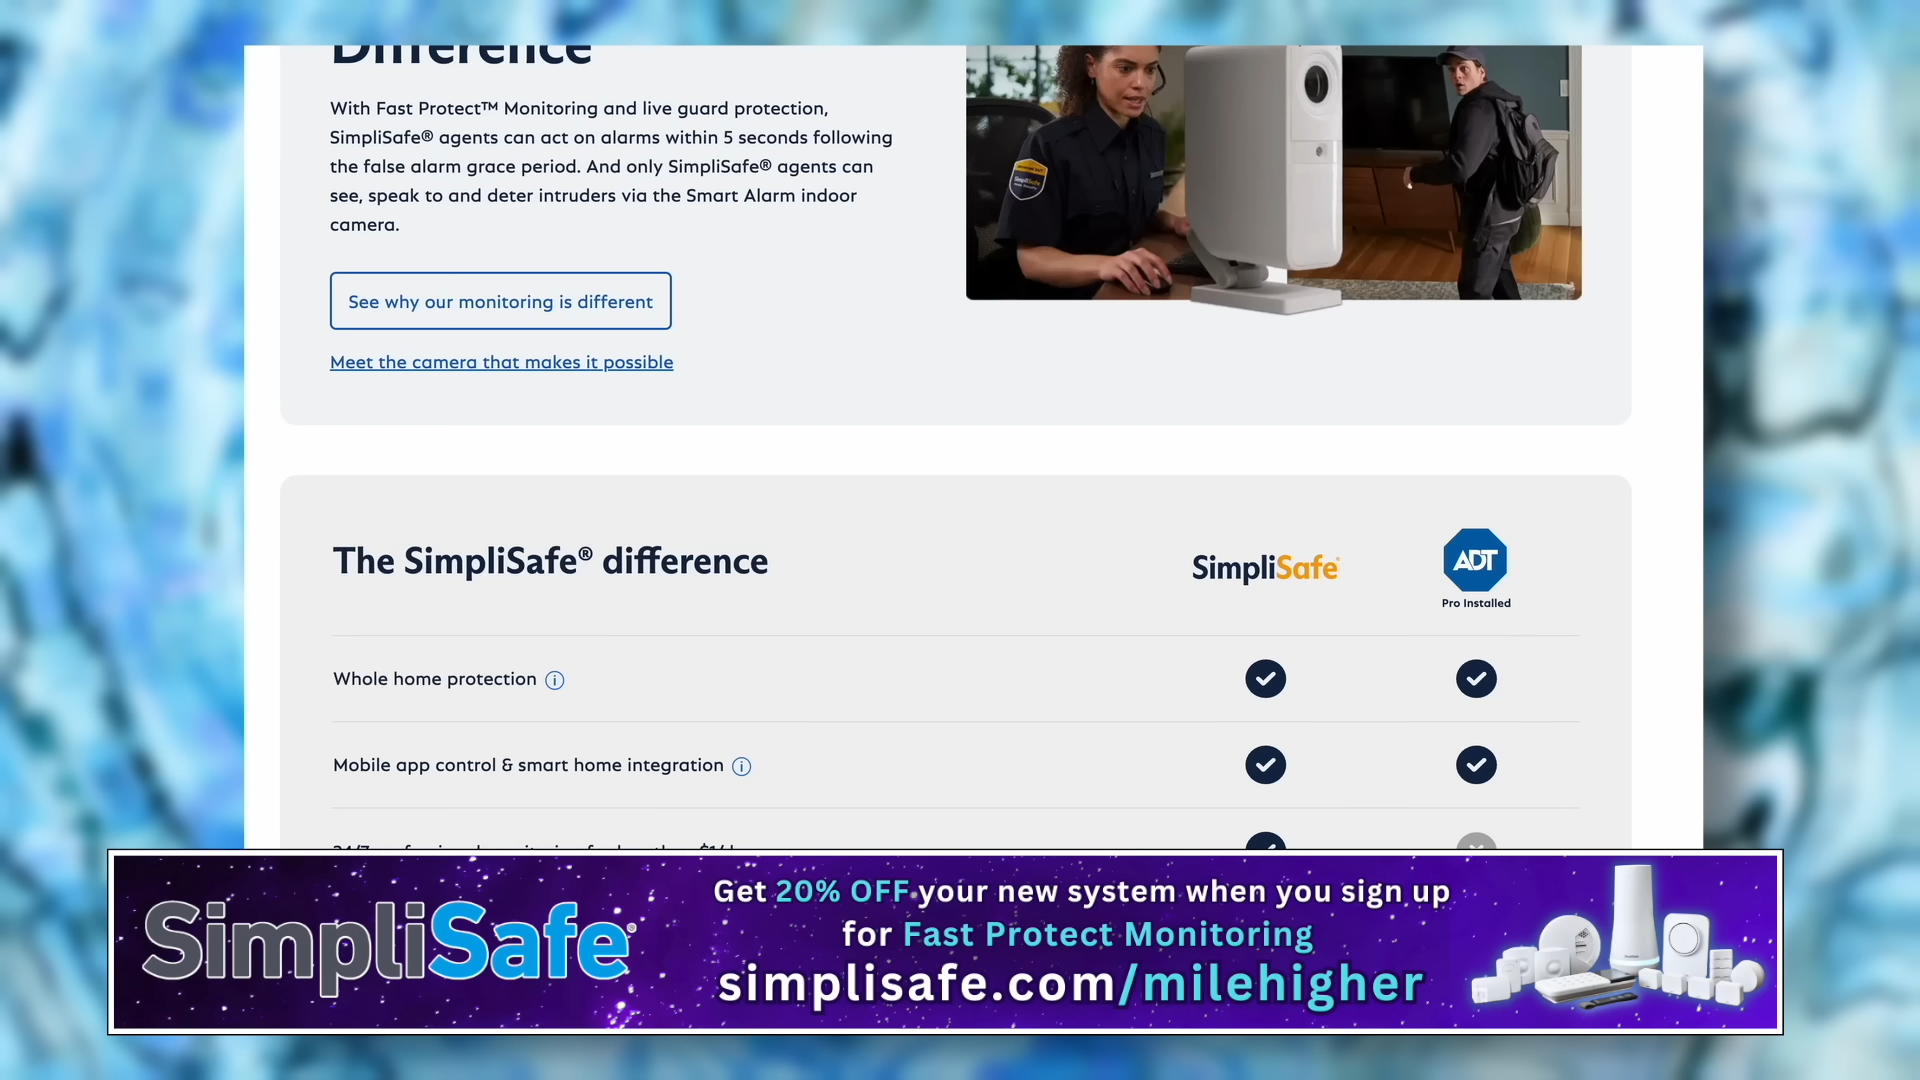 Difference
With Fast Protect™ Monitoring and live guard protection,
SimpliSafe® agents can act on alarms within 5 seconds following
the false alarm grace period. And only SimpliSafe® agents can
see, speak to and deter intruders via the Smart Alarm indoor
camera.
See why our monitoring is different
Meet the camera that makes it possible
The SimpliSafe® difference
SimpliSafe®
ADT
Pro Installed
Whole home protection
Mobile app control & smart home integration
SimpliSafe®
Get 20% OFF your new system when you sign up
for Fast Protect Monitoring
simplisafe.com/milehigher